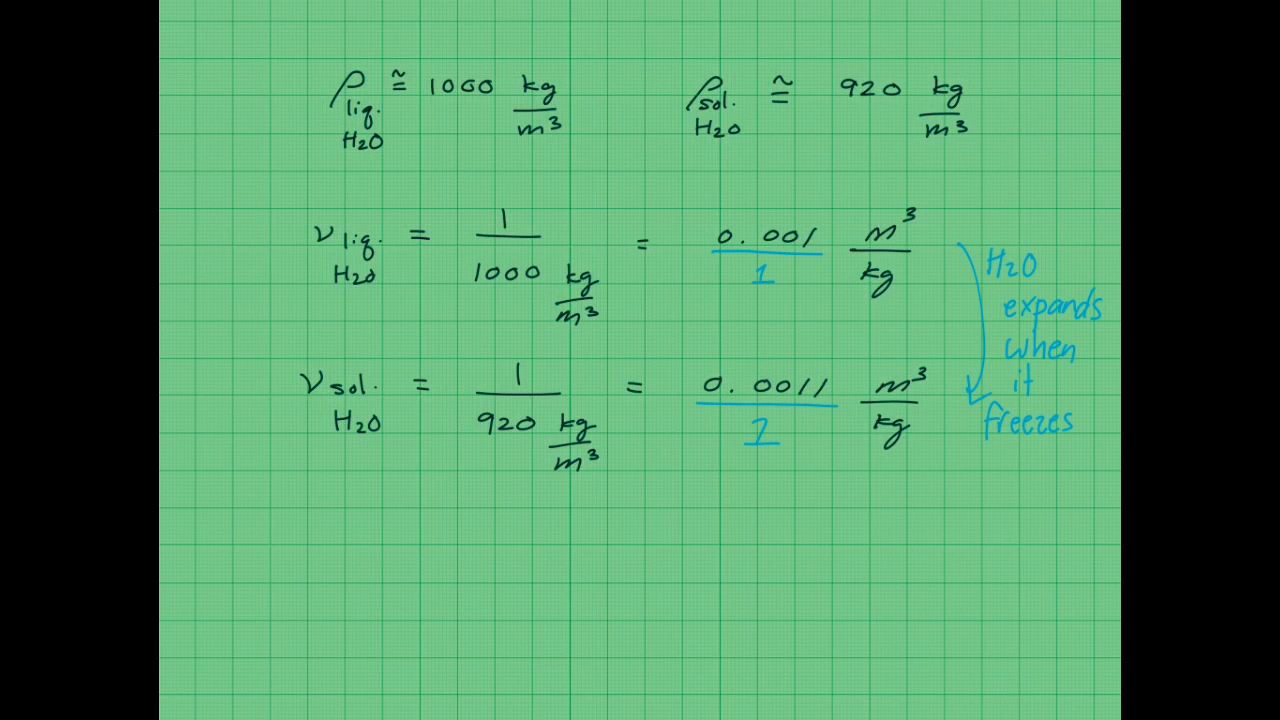 ρ liq. H₂O ≅ 1000 kg/m³
ρ sol. H₂O ≅ 920 kg/m³
ν liq. H₂O = 1 / 1000 kg/m³ = 0.001 / 1 m³/kg
ν sol. H₂O = 1 / 920 kg/m³ = 0.0011 / 1 m³/kg
H₂O
expands
when
it
freezes